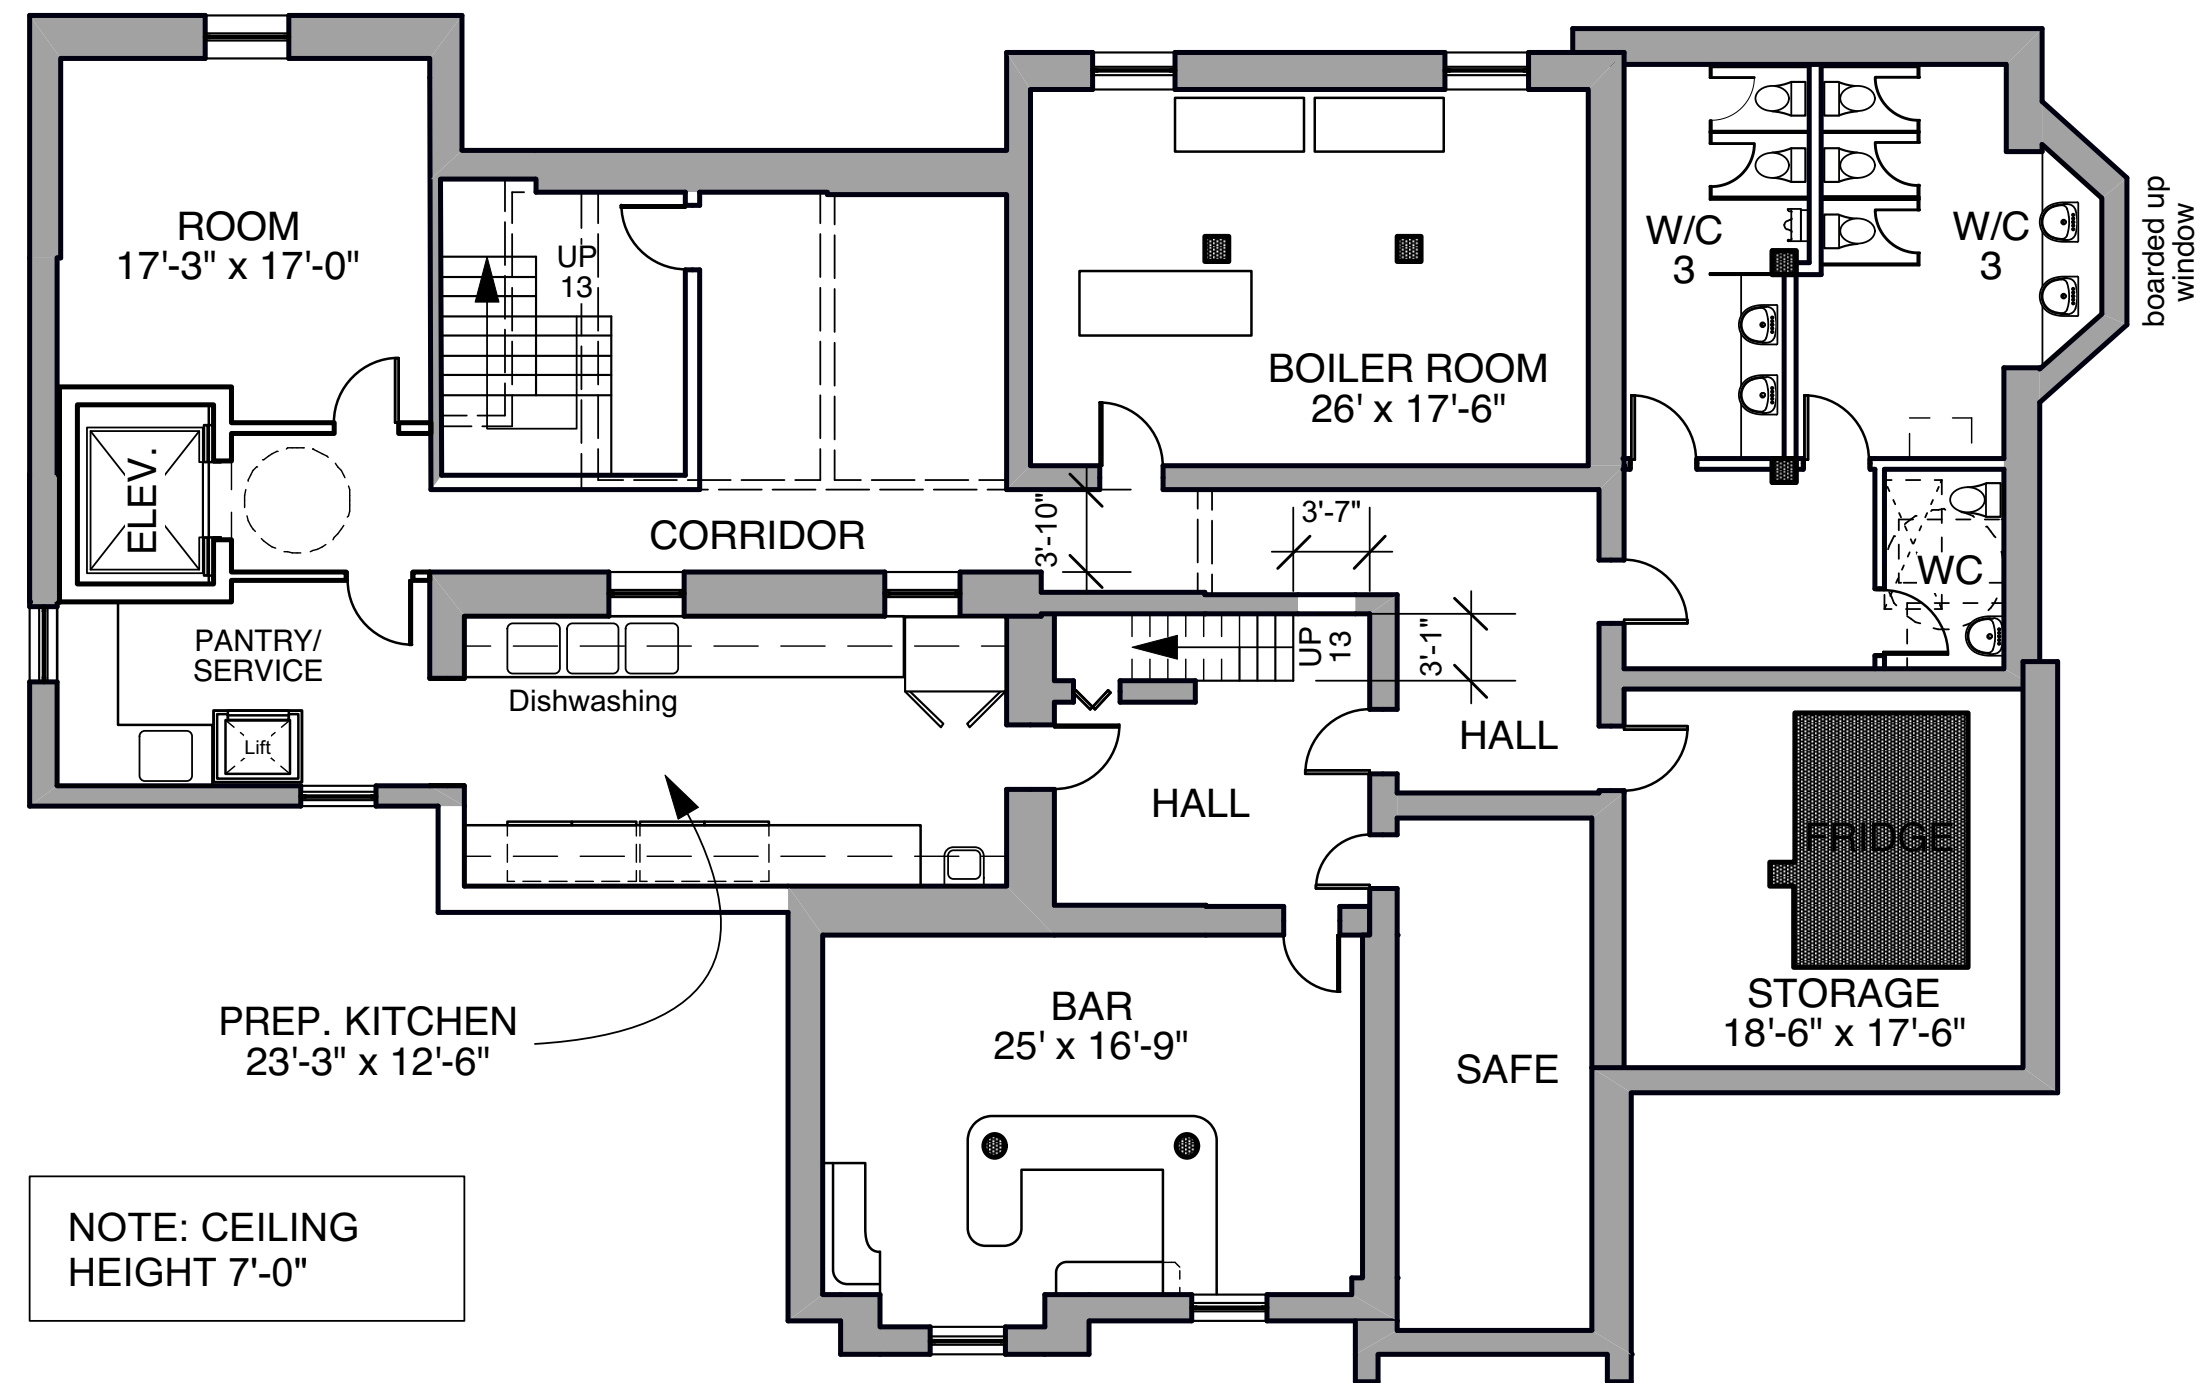 ROOM
17'-3" x 17'-0"
UP
13
BOILER ROOM
26' x 17'-6"
W/C
3
W/C
3
boarded up
window
ELEV.
CORRIDOR
3'-10"
3'-7"
WC
PANTRY/
SERVICE
Lift
Dishwashing
UP
13
3'-1"
HALL
HALL
FRIDGE
STORAGE
18'-6" x 17'-6"
PREP. KITCHEN
23'-3" x 12'-6"
BAR
25' x 16'-9"
SAFE
NOTE: CEILING
HEIGHT 7'-0"